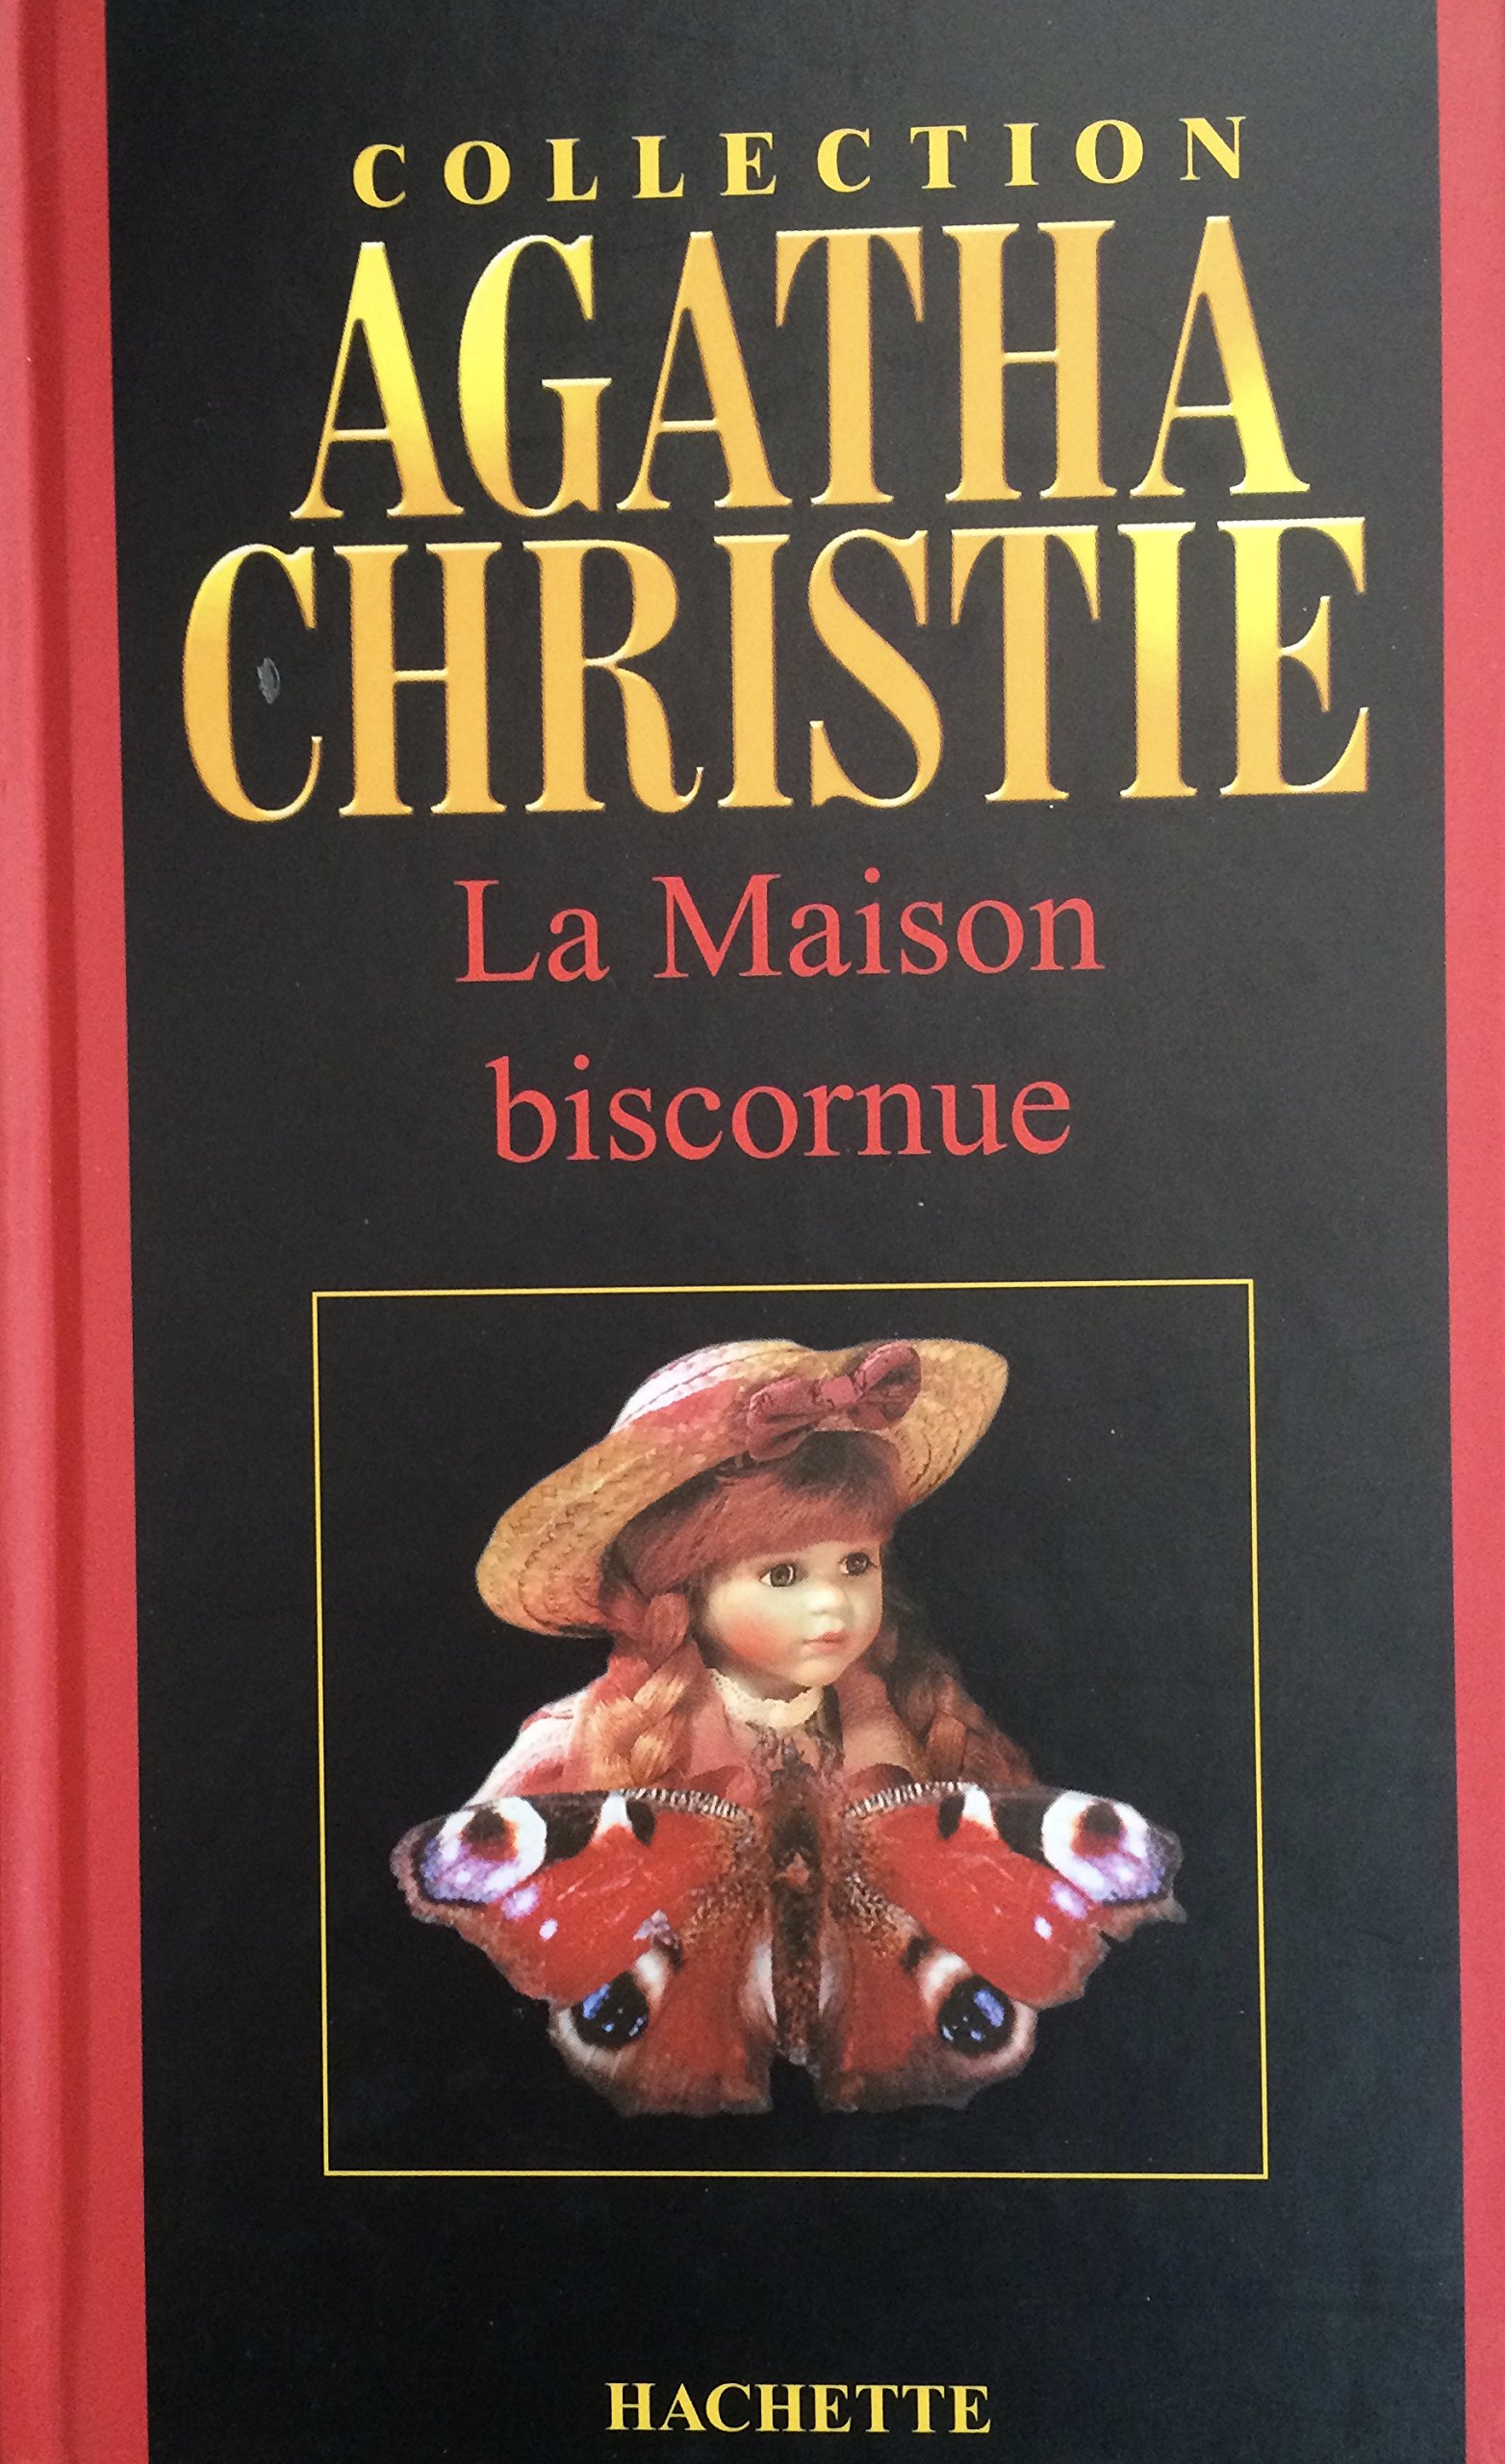 COLLECTION
AGATHA
CHRISTIE
La Maison
biscornue
HACHETTE